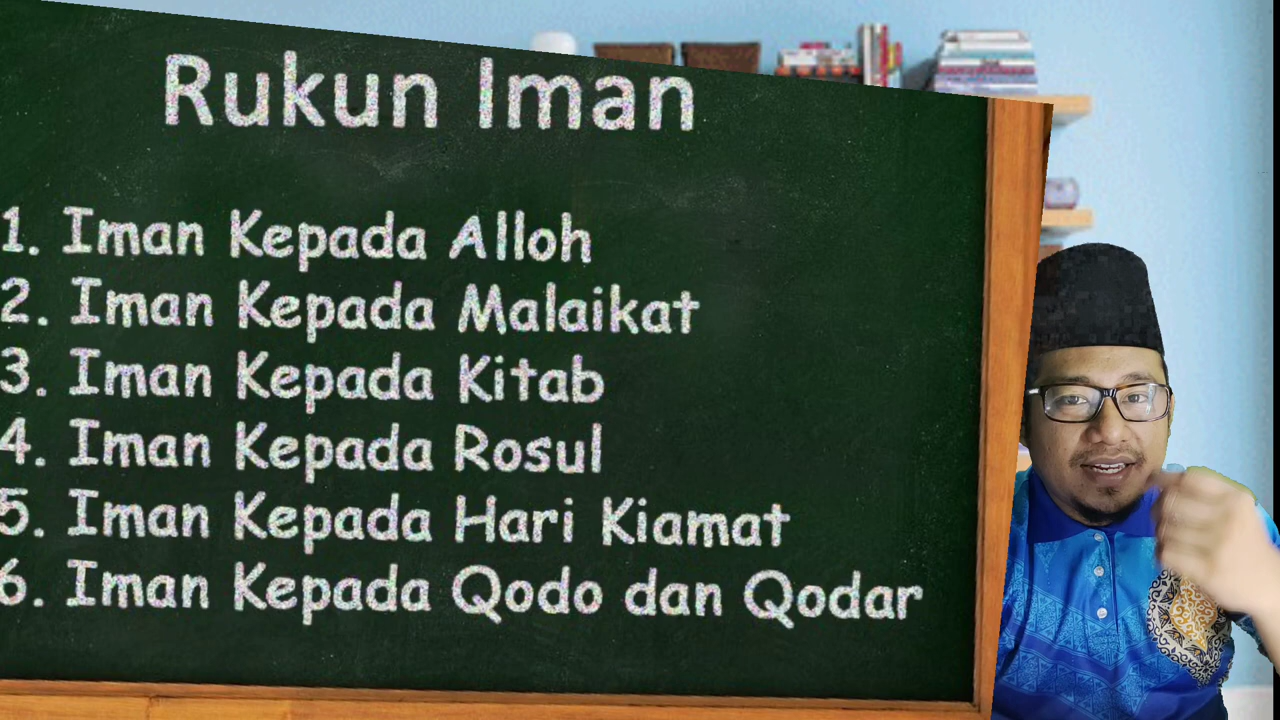 Rukun Iman
1. Iman Kepada Alloh
2. Iman Kepada Malaikat
3. Iman Kepada Kitab
4. Iman Kepada Rosul
5. Iman Kepada Hari Kiamat
6. Iman Kepada Qodo dan Qodar